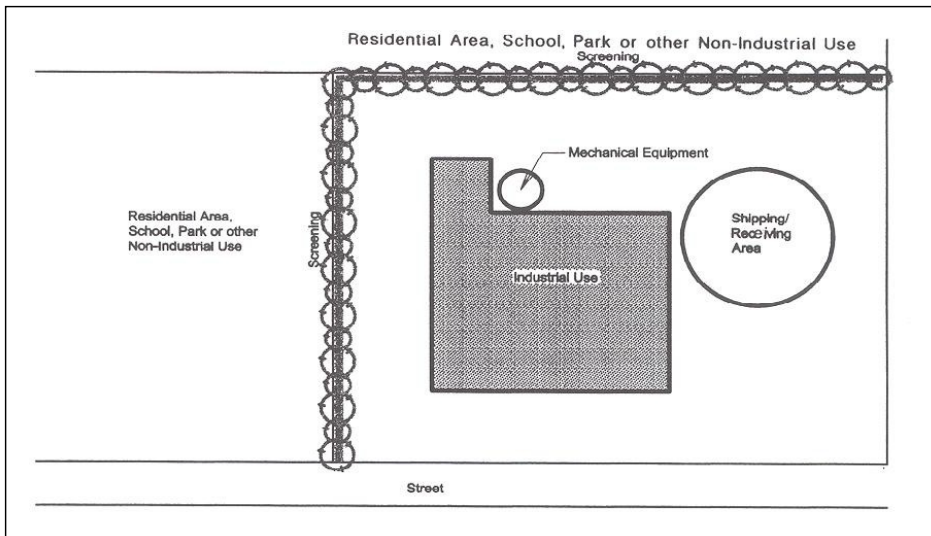 Residential Area, School, Park or other Non-Industrial Use
Screening
Mechanical Equipment
Residential Area,
School, Park or other
Non-Industrial Use
Screening
Shipping/
Receiving
Area
Industrial Use
Street